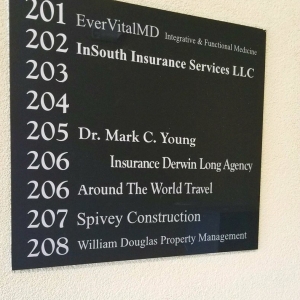 201 EverVitalMD Integrative & Functional Medicine
202 InSouth Insurance Services LLC
203
204
205 Dr. Mark C. Young
206 Insurance Derwin Long Agency
206 Around The World Travel
207 Spivey Construction
208 William Douglas Property Management